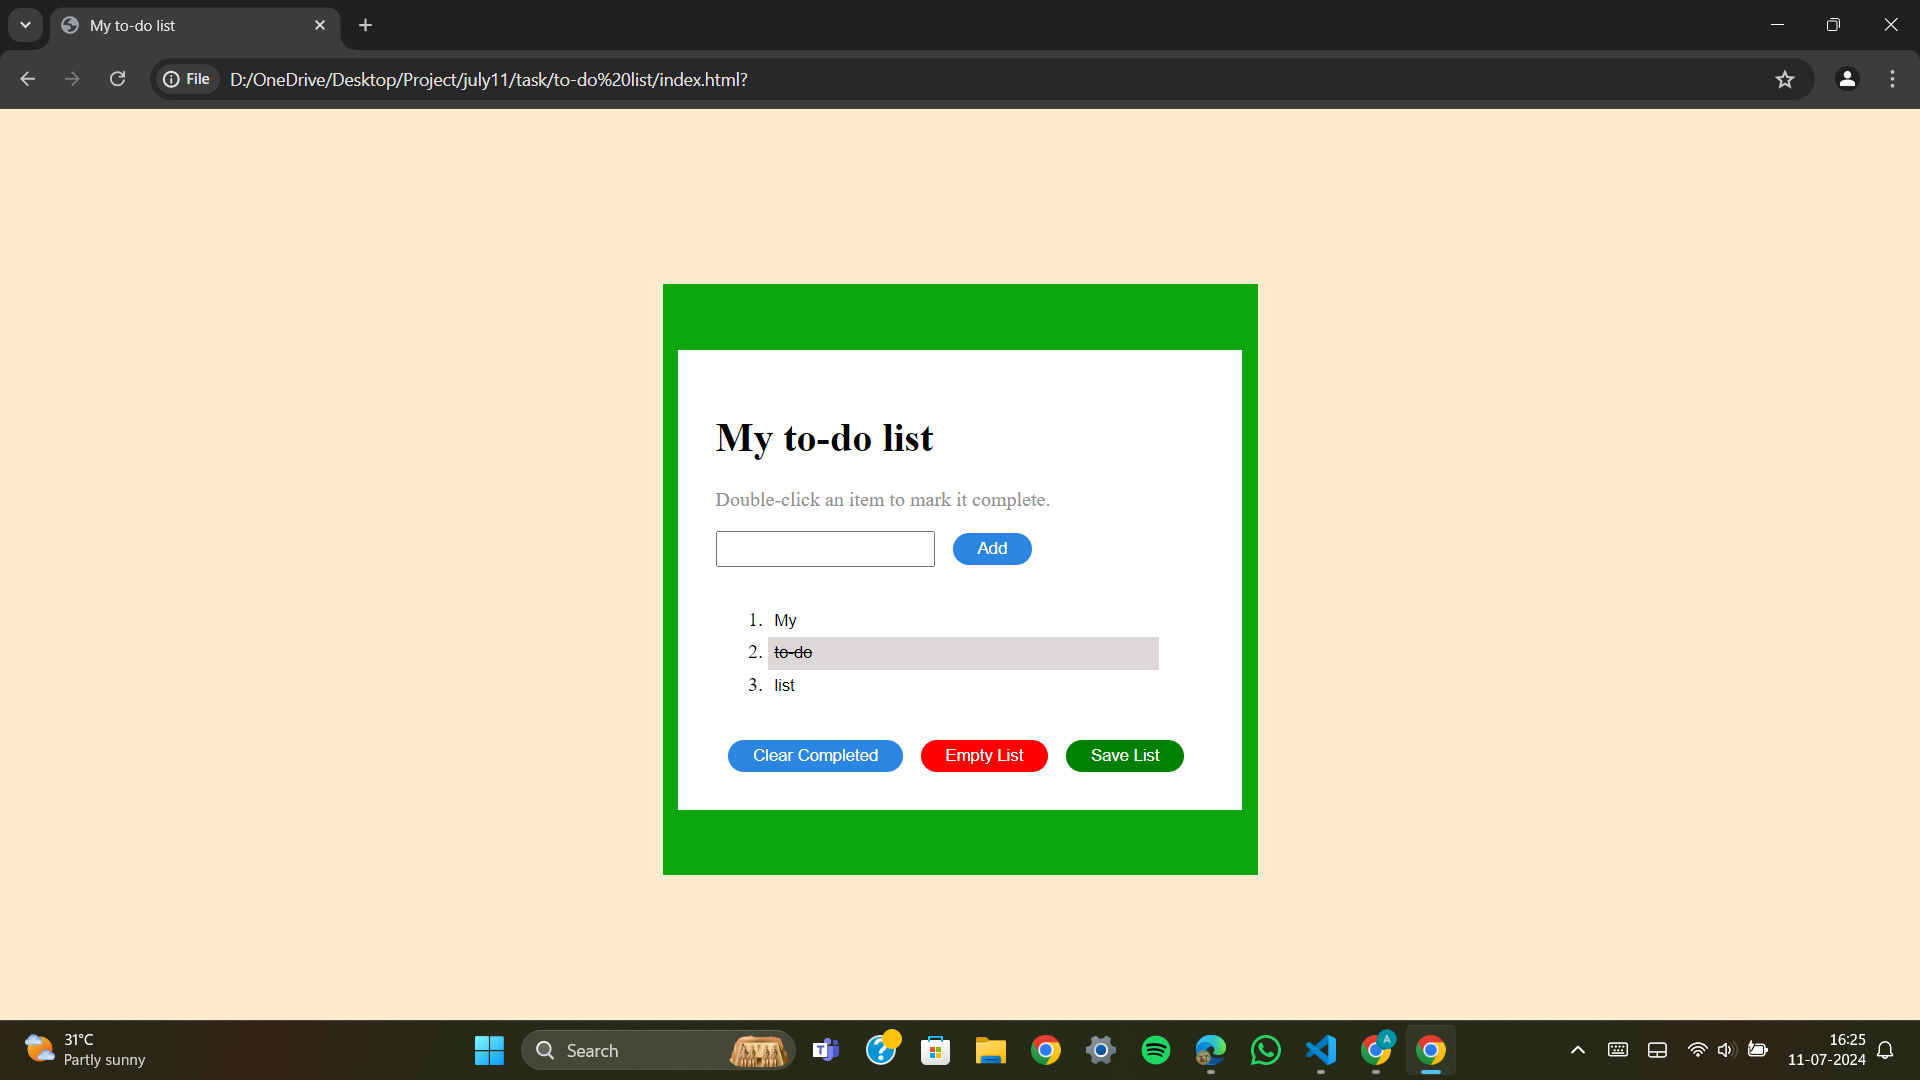 My to-do list
File D:/OneDrive/Desktop/Project/july11/task/to-do%20list/index.html?
My to-do list
Double-click an item to mark it complete.
Add
1. My
2. to-do
3. list
Clear Completed Empty List Save List
31°C
Partly sunny
Search
T
?
A
16:25
11-07-2024